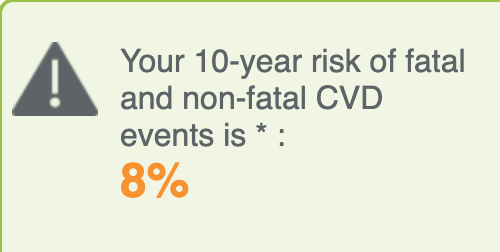 Your 10-year risk of fatal
and non-fatal CVD
events is * :
8%